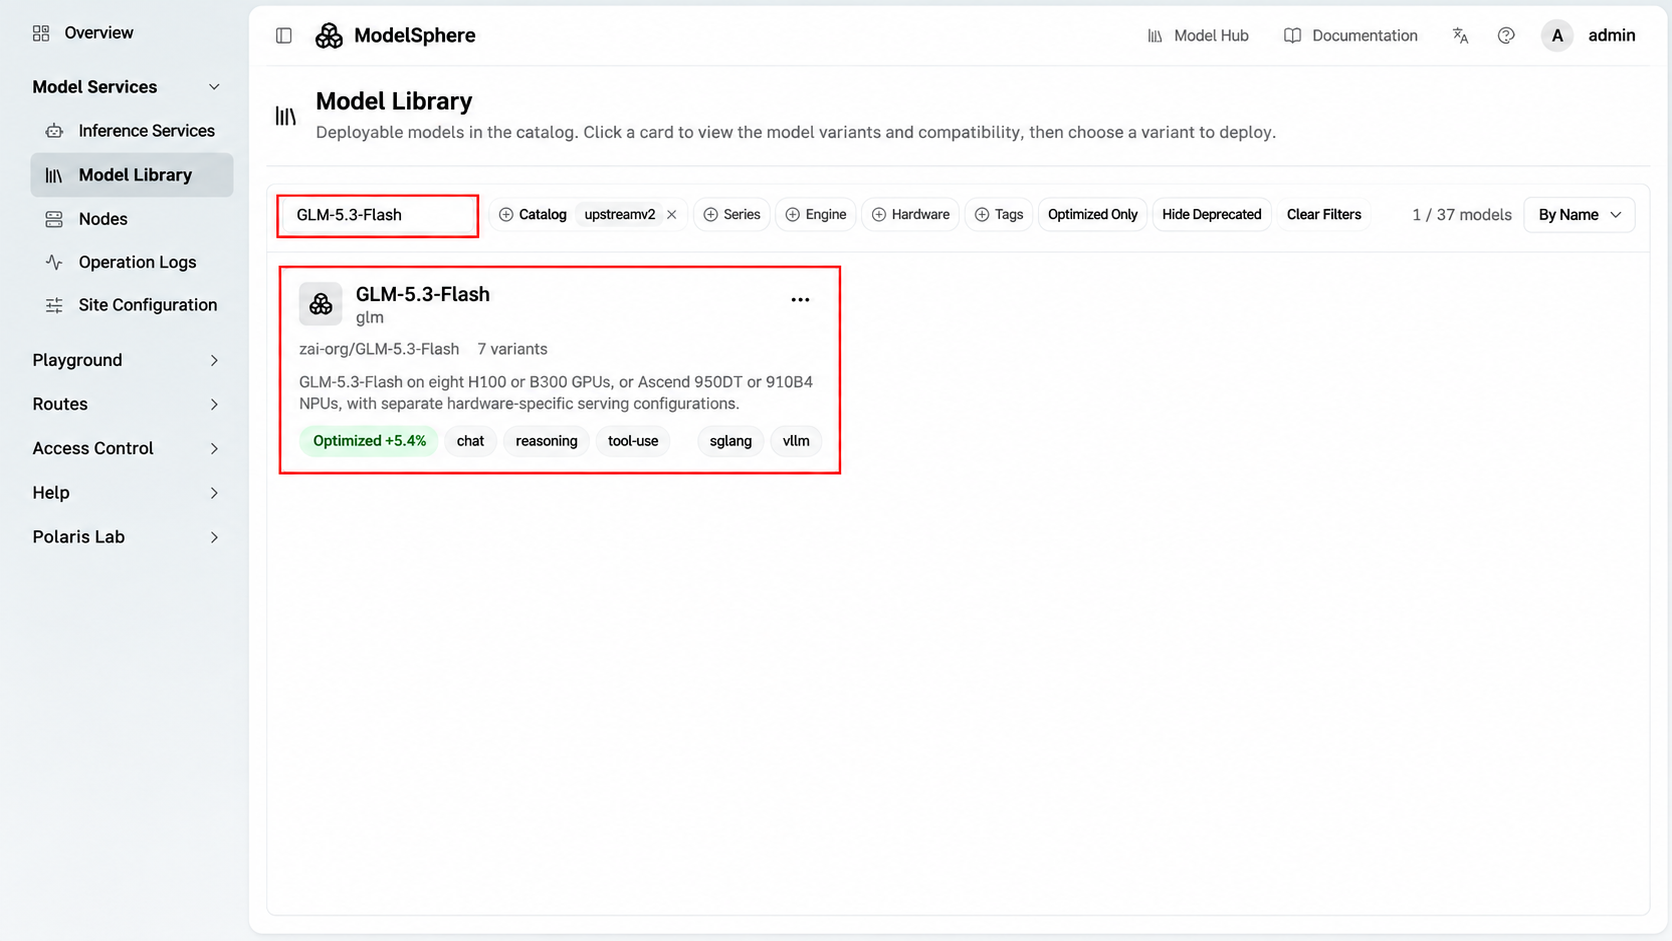 Overview
Model Services
Inference Services
Model Library
Nodes
Operation Logs
Site Configuration
Playground
Routes
Access Control
Help
Polaris Lab
ModelSphere
Model Hub
Documentation
A
admin
Model Library
Deployable models in the catalog. Click a card to view the model variants and compatibility, then choose a variant to deploy.
GLM-5.3-Flash
Catalog upstreamv2
Series
Engine
Hardware
Tags
Optimized Only
Hide Deprecated
Clear Filters
1 / 37 models
By Name
GLM-5.3-Flash
glm
zai-org/GLM-5.3-Flash 7 variants
GLM-5.3-Flash on eight H100 or B300 GPUs, or Ascend 950DT or 910B4
NPUs, with separate hardware-specific serving configurations.
Optimized +5.4% chat reasoning tool-use sglang vllm